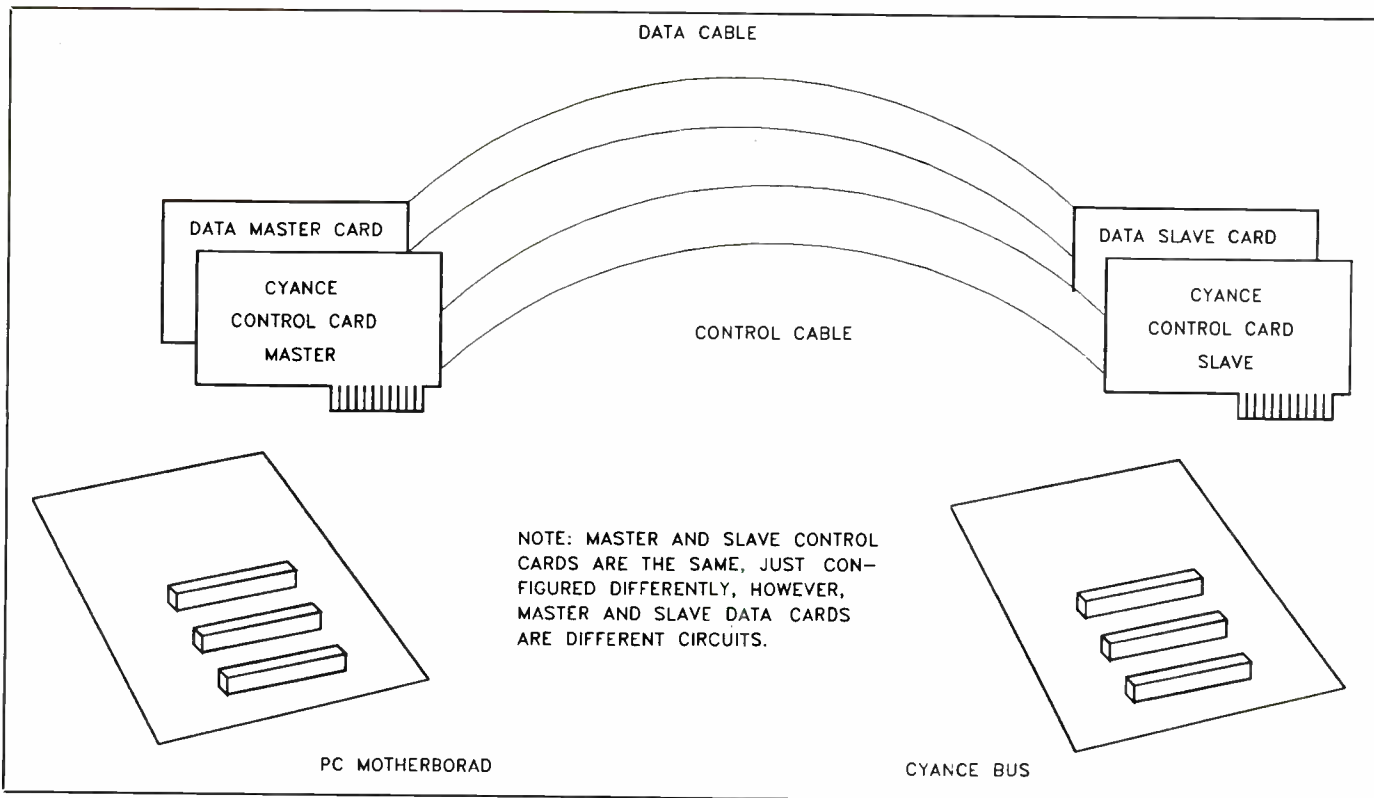 DATA CABLE
DATA MASTER CARD
CYANCE
CONTROL CARD
MASTER
CONTROL CABLE
DATA SLAVE CARD
CYANCE
CONTROL CARD
SLAVE
NOTE: MASTER AND SLAVE CONTROL
CARDS ARE THE SAME, JUST CON–
FIGURED DIFFERENTLY, HOWEVER,
MASTER AND SLAVE DATA CARDS
ARE DIFFERENT CIRCUITS.
PC MOTHERBORAD
CYANCE BUS